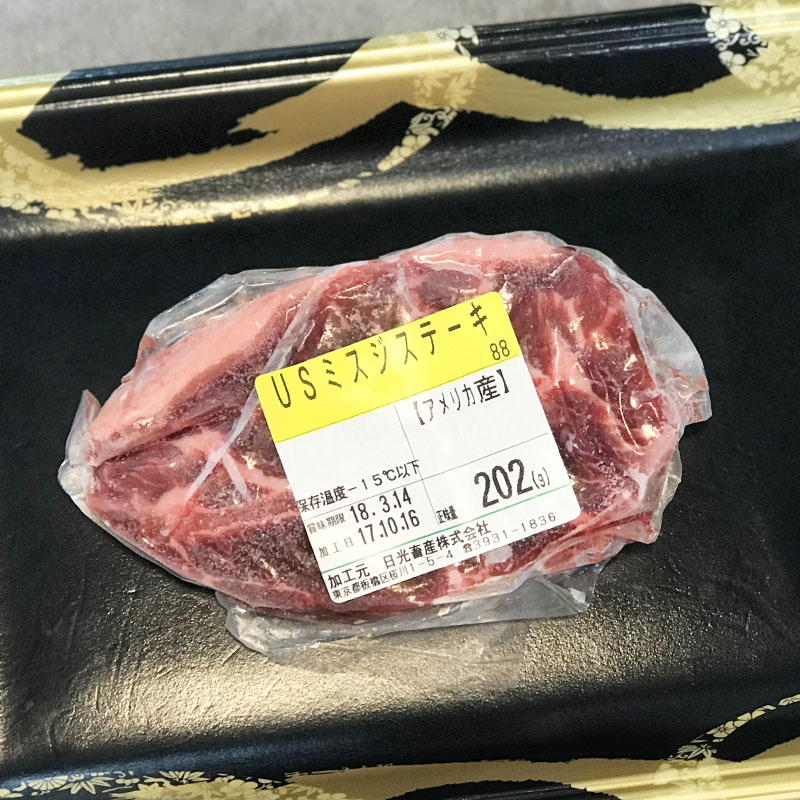 USミスジステーキ
88
【アメリカ産】
保存温度-15℃以下
賞味期限 18.3.14
加工日 17.10.16
正味量 202(g)
加工元 日光畜産株式会社
東京都板橋区桜川1-5-4 ☎3931-1836